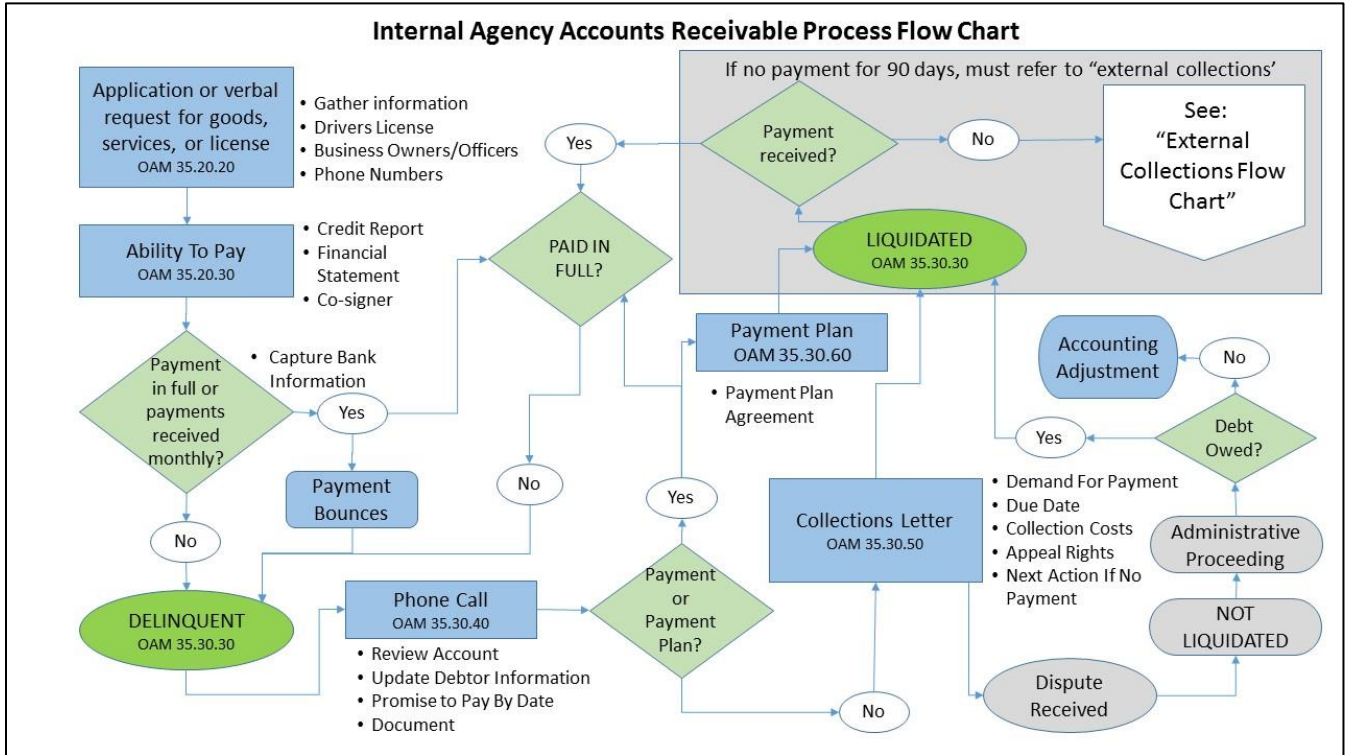 Internal Agency Accounts Receivable Process Flow Chart
Application or verbal
request for goods,
services, or license
OAM 35.20.20
• Gather information
• Drivers License
• Business Owners/Officers
• Phone Numbers
Ability To Pay
OAM 35.20.30
• Credit Report
• Financial
Statement
• Co-signer
Payment
in full or
payments
received
monthly?
• Capture Bank
Information
Yes
Payment
Bounces
No
DELINQUENT
OAM 35.30.30
Phone Call
OAM 35.30.40
• Review Account
• Update Debtor Information
• Promise to Pay By Date
• Document
Payment
or
Payment
Plan?
Yes
No
Yes
PAID IN
FULL?
No
Payment Plan
OAM 35.30.60
• Payment Plan
Agreement
Collections Letter
OAM 35.30.50
• Demand For Payment
• Due Date
• Collection Costs
• Appeal Rights
• Next Action If No
Payment
Dispute
Received
NOT
LIQUIDATED
Administrative
Proceeding
Debt
Owed?
Yes
No
Accounting
Adjustment
If no payment for 90 days, must refer to “external collections’
Payment
received?
No
LIQUIDATED
OAM 35.30.30
See:
“External
Collections Flow
Chart”